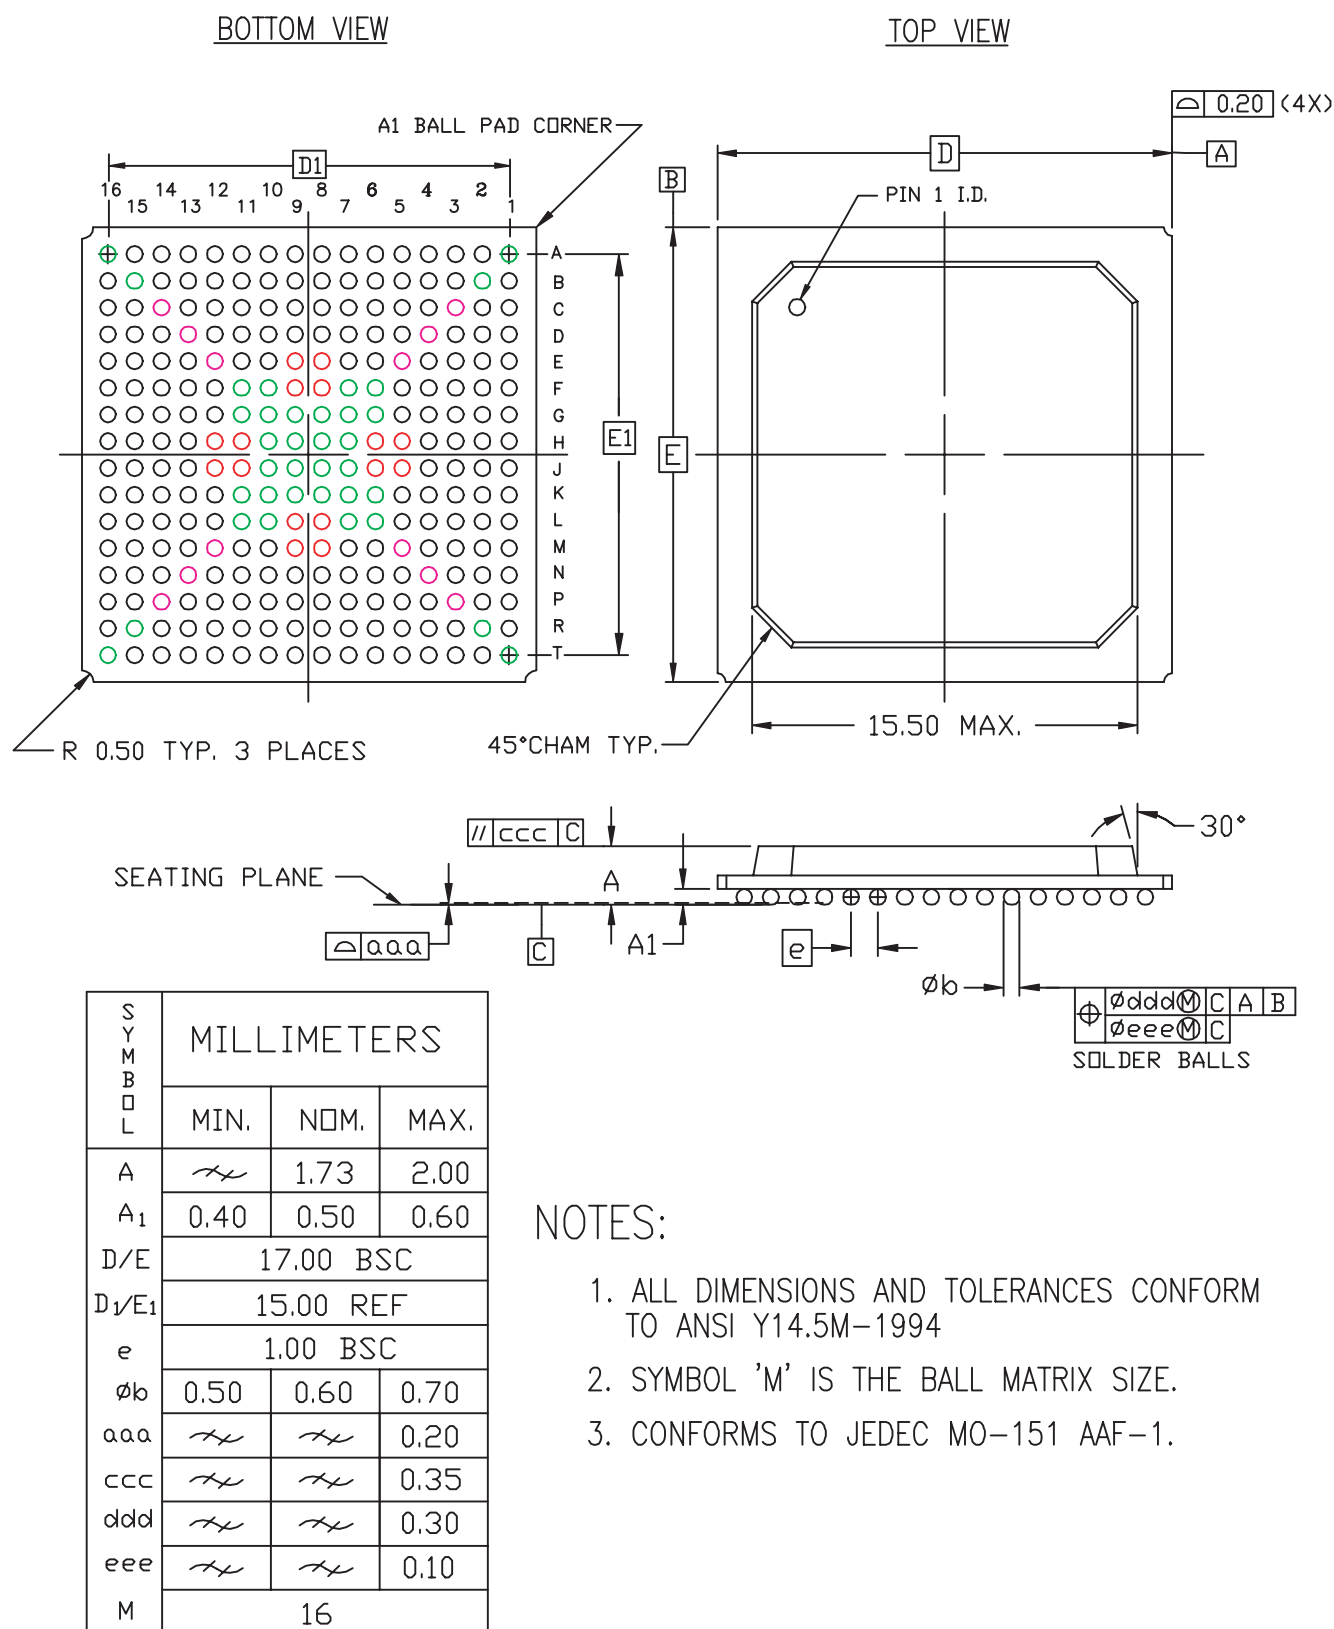 BOTTOM VIEW
TOP VIEW
⌓ 0.20 (4X)
A1 BALL PAD CORNER
D1
D
A
B
16 14 12 10 8 6 4 2
15 13 11 9 7 5 3 1
PIN 1 I.D.
A
B
C
D
E
F
G
H
J
K
L
M
N
P
R
T
E1
E
R 0.50 TYP. 3 PLACES
45°CHAM TYP.
15.50 MAX.
// ccc C
30°
SEATING PLANE
A
⌓ aaa
C
A1
e
Øb
⌖ Øddd Ⓜ C A B
Øeee Ⓜ C
SOLDER BALLS
SYMBOL MILLIMETERS
MIN. NOM. MAX.
A 1.73 2.00
A1 0.40 0.50 0.60
D/E 17.00 BSC
D1/E1 15.00 REF
e 1.00 BSC
Øb 0.50 0.60 0.70
aaa 0.20
ccc 0.35
ddd 0.30
eee 0.10
M 16
NOTES:
1. ALL DIMENSIONS AND TOLERANCES CONFORM
TO ANSI Y14.5M-1994
2. SYMBOL 'M' IS THE BALL MATRIX SIZE.
3. CONFORMS TO JEDEC MO-151 AAF-1.